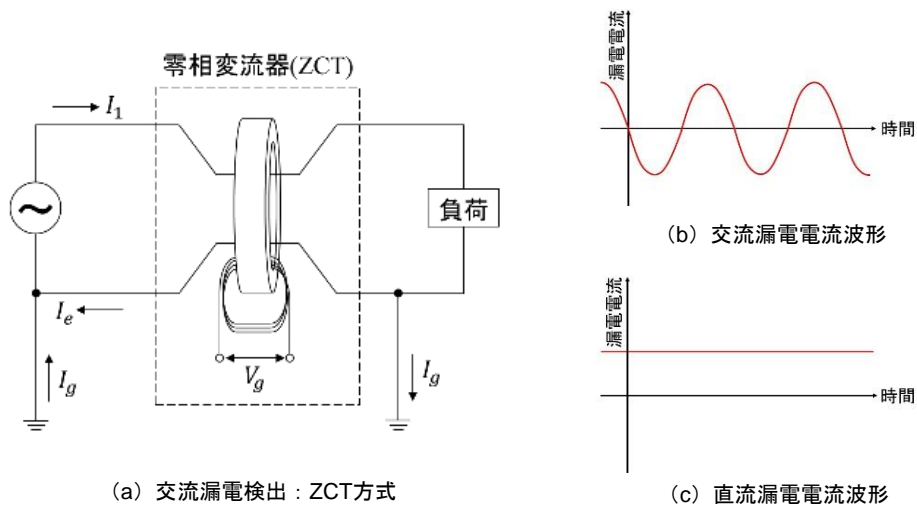 零相変流器(ZCT)
I1
負荷
Ie
Ig
Vg
Ig
(a) 交流漏電検出:ZCT方式
漏電電流
時間
(b) 交流漏電電流波形
漏電電流
時間
(c) 直流漏電電流波形